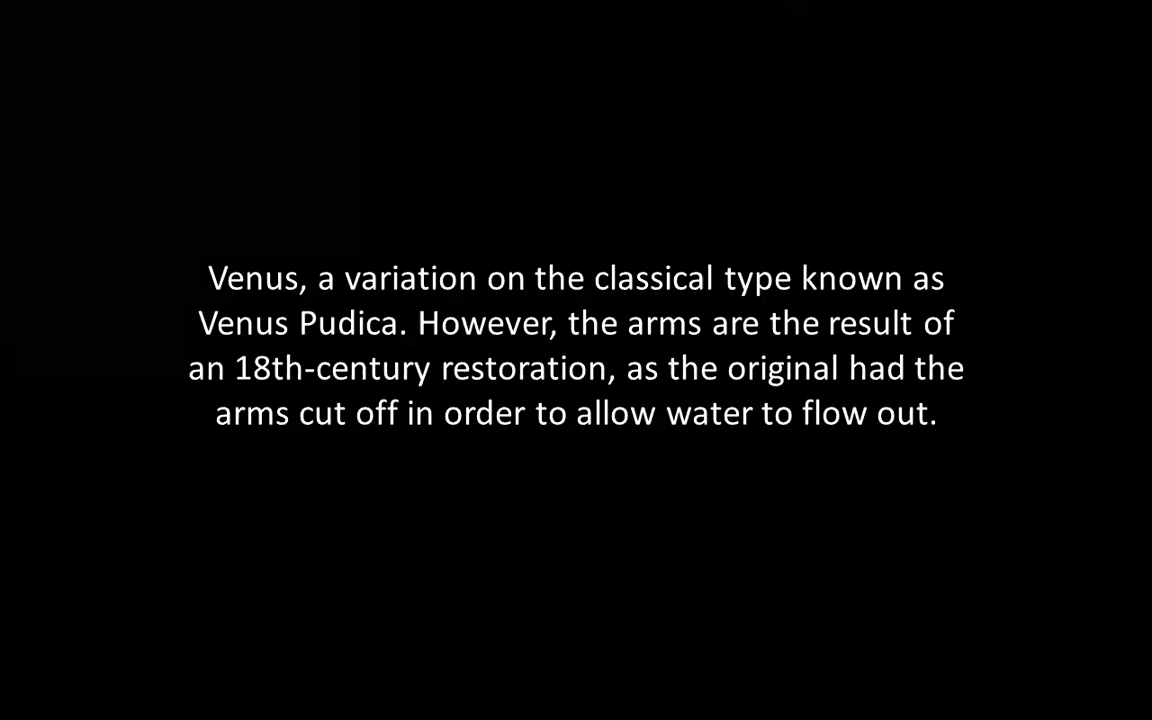 Venus, a variation on the classical type known as
Venus Pudica. However, the arms are the result of
an 18th-century restoration, as the original had the
arms cut off in order to allow water to flow out.